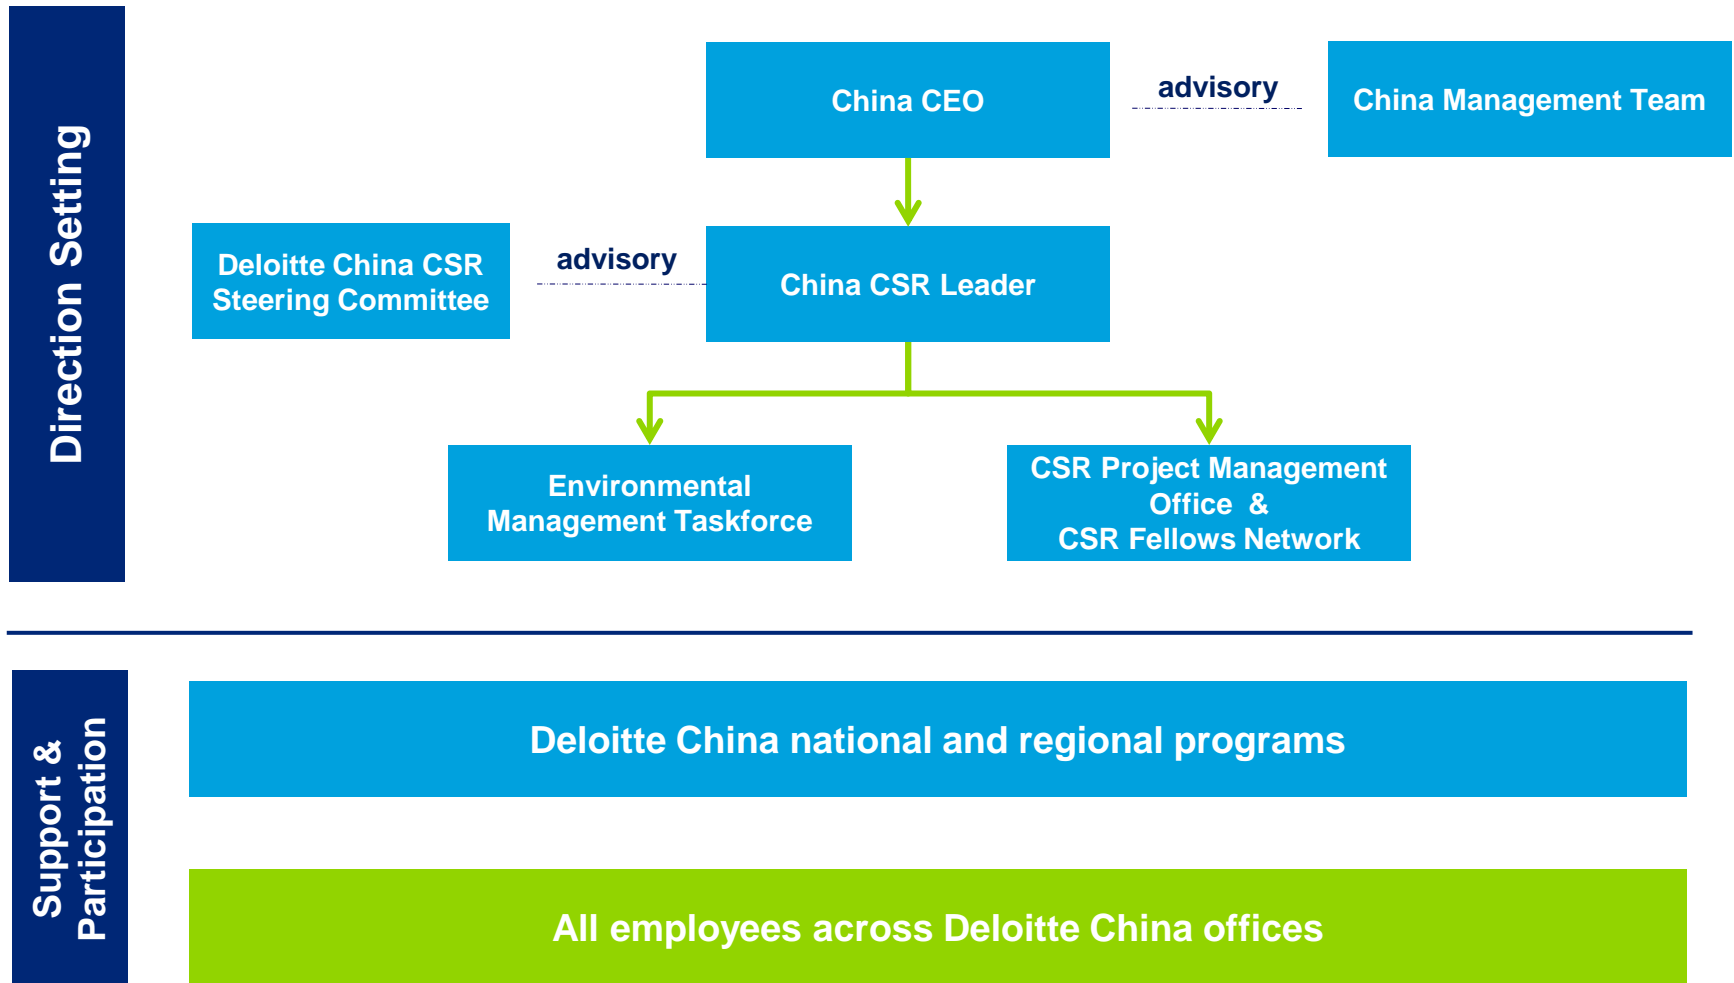 Direction Setting
China CEO
advisory
China Management Team
Deloitte China CSR
Steering Committee
advisory
China CSR Leader
Environmental
Management Taskforce
CSR Project Management
Office &
CSR Fellows Network
Support &
Participation
Deloitte China national and regional programs
All employees across Deloitte China offices